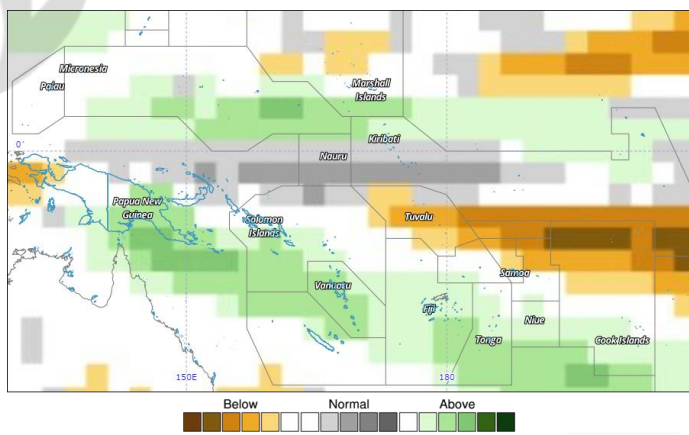 Micronesia
Palau
Marshall
Islands
Kiribati
0
Nauru
Papua New
Guinea
Solomon
Islands
Tuvalu
Samoa
Vanuatu
Fiji
Niue
Tonga
Cook Islands
150E
180
Below Normal Above